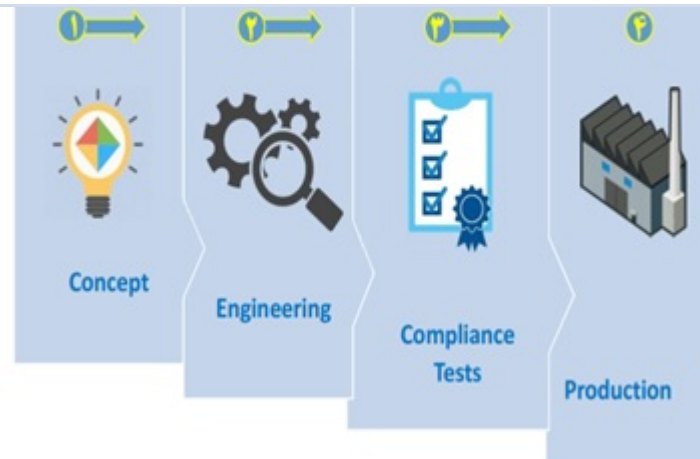 ۱
۲
۳
۴
Concept
Engineering
Compliance
Tests
Production